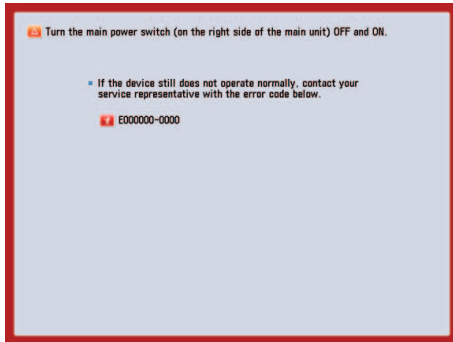 Turn the main power switch (on the right side of the main unit) OFF and ON.
If the device still does not operate normally, contact your
service representative with the error code below.
E000000-0000